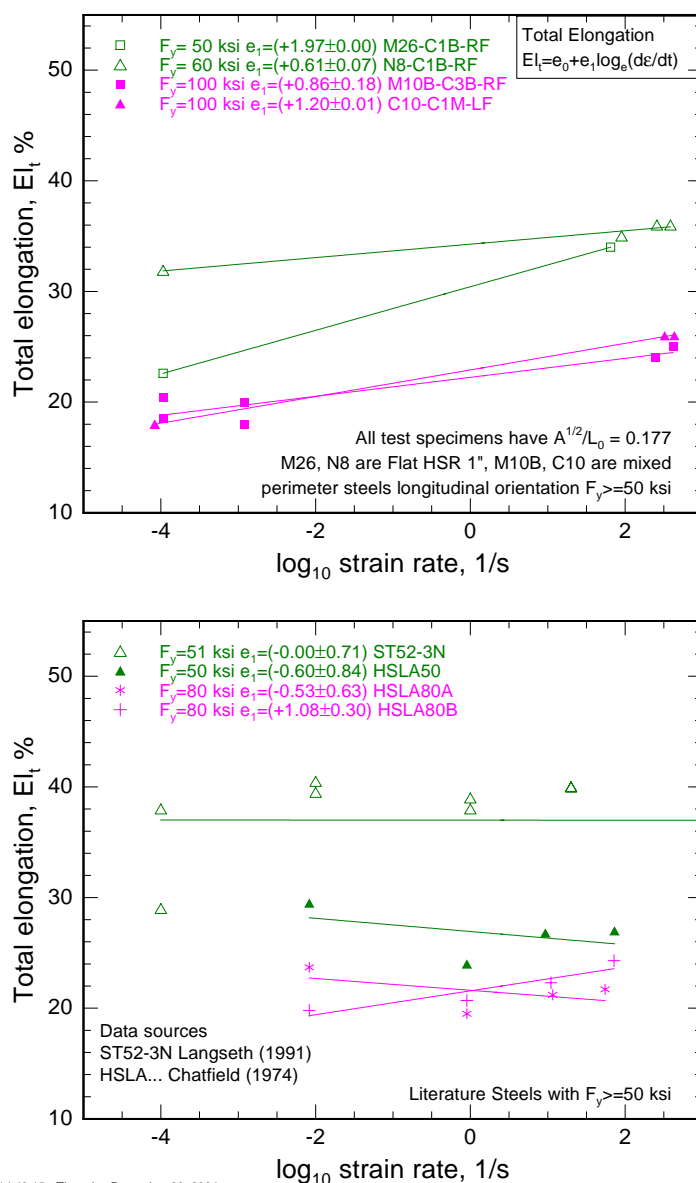 F_y= 50 ksi e_1=(+1.97±0.00) M26-C1B-RF
F_y= 60 ksi e_1=(+0.61±0.07) N8-C1B-RF
F_y=100 ksi e_1=(+0.86±0.18) M10B-C3B-RF
F_y=100 ksi e_1=(+1.20±0.01) C10-C1M-LF
Total Elongation
El_t=e_0+e_1log_e(dε/dt)
Total elongation, El_t %
50
40
30
20
10
All test specimens have A^{1/2}/L_0 = 0.177
M26, N8 are Flat HSR 1", M10B, C10 are mixed
perimeter steels longitudinal orientation F_y>=50 ksi
-4 -2 0 2
log_10 strain rate, 1/s
F_y=51 ksi e_1=(-0.00±0.71) ST52-3N
F_y=50 ksi e_1=(-0.60±0.84) HSLA50
F_y=80 ksi e_1=(-0.53±0.63) HSLA80A
F_y=80 ksi e_1=(+1.08±0.30) HSLA80B
Total elongation, El_t %
50
40
30
20
10
Data sources
ST52-3N Langseth (1991)
HSLA... Chatfield (1974)
Literature Steels with F_y>=50 ksi
-4 -2 0 2
log_10 strain rate, 1/s